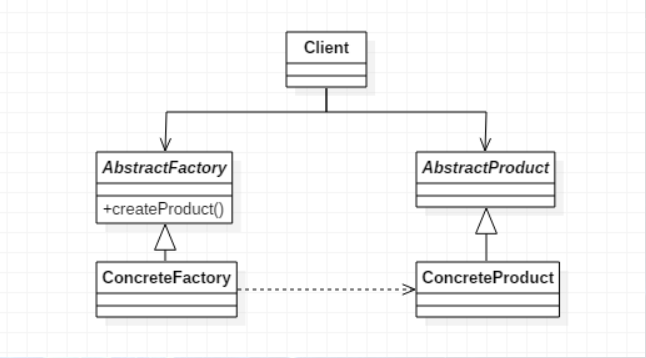 Client
AbstractFactory
AbstractProduct
+createProduct()
ConcreteFactory
ConcreteProduct